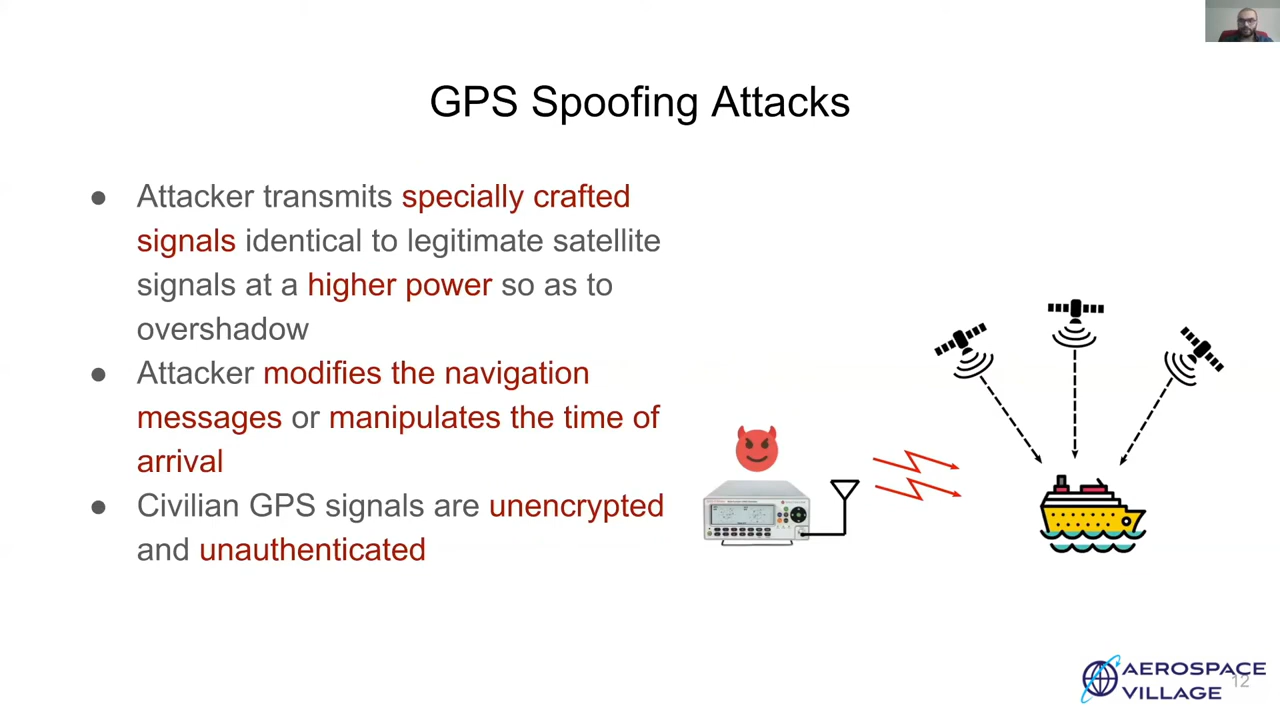 GPS Spoofing Attacks
● Attacker transmits specially crafted
signals identical to legitimate satellite
signals at a higher power so as to
overshadow
● Attacker modifies the navigation
messages or manipulates the time of
arrival
● Civilian GPS signals are unencrypted
and unauthenticated
AEROSPACE
VILLAGE
12